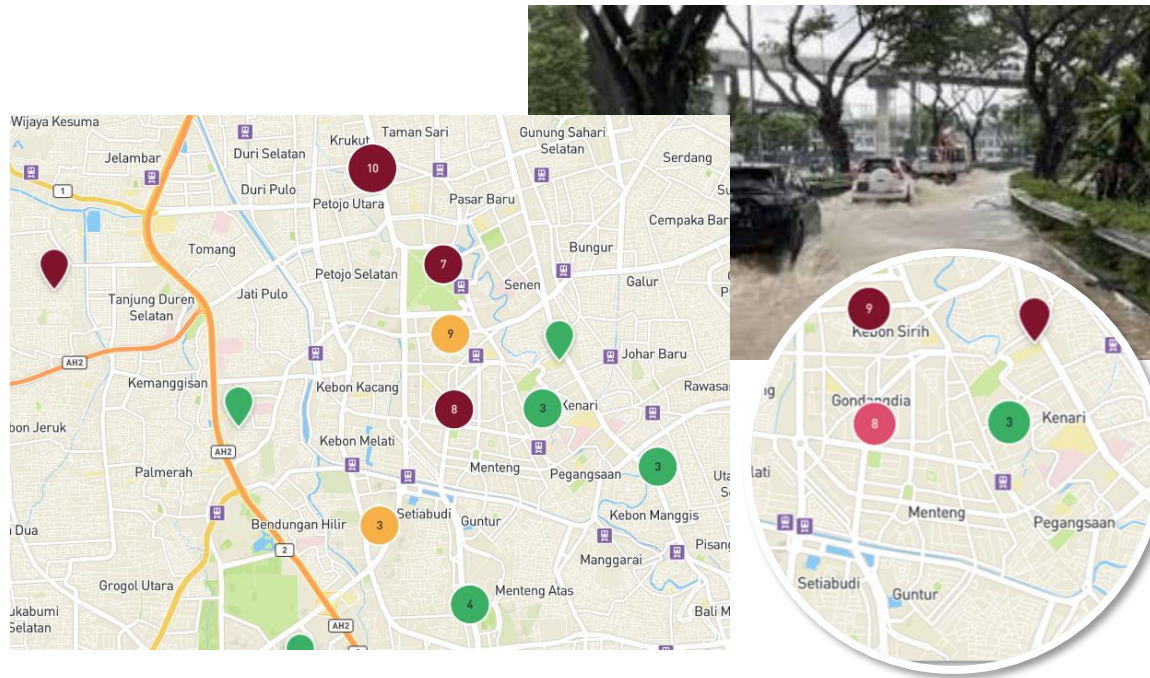 Wijaya Kesuma
Krukut
Taman Sari
Gunung Sahari
Selatan
Jelambar
Duri Selatan
Serdang
10
1
Duri Pulo
Petojo Utara
Pasar Baru
Cempaka Bar
Tomang
Bungur
7
Petojo Selatan
Senen
Galur
Tanjung Duren
Selatan
Jati Pulo
9
AH2
Johar Baru
Kemanggisan
Kebon Kacang
Rawasa
8
3
Kenari
bon Jeruk
Kebon Melati
AH2
Palmerah
Menteng
Pegangsaan
3
Uta
Dua
Bendungan Hilir
3
Setiabudi
Guntur
Kebon Manggis
2
Manggarai
Pisang
Grogol Utara
Menteng Atas
4
ukabumi
Selatan
AH2
Bali M
9
Kebon Sirih
ng
Gondangdia
8
3
Kenari
lati
Menteng
Pegangsaan
Setiabudi
Guntur